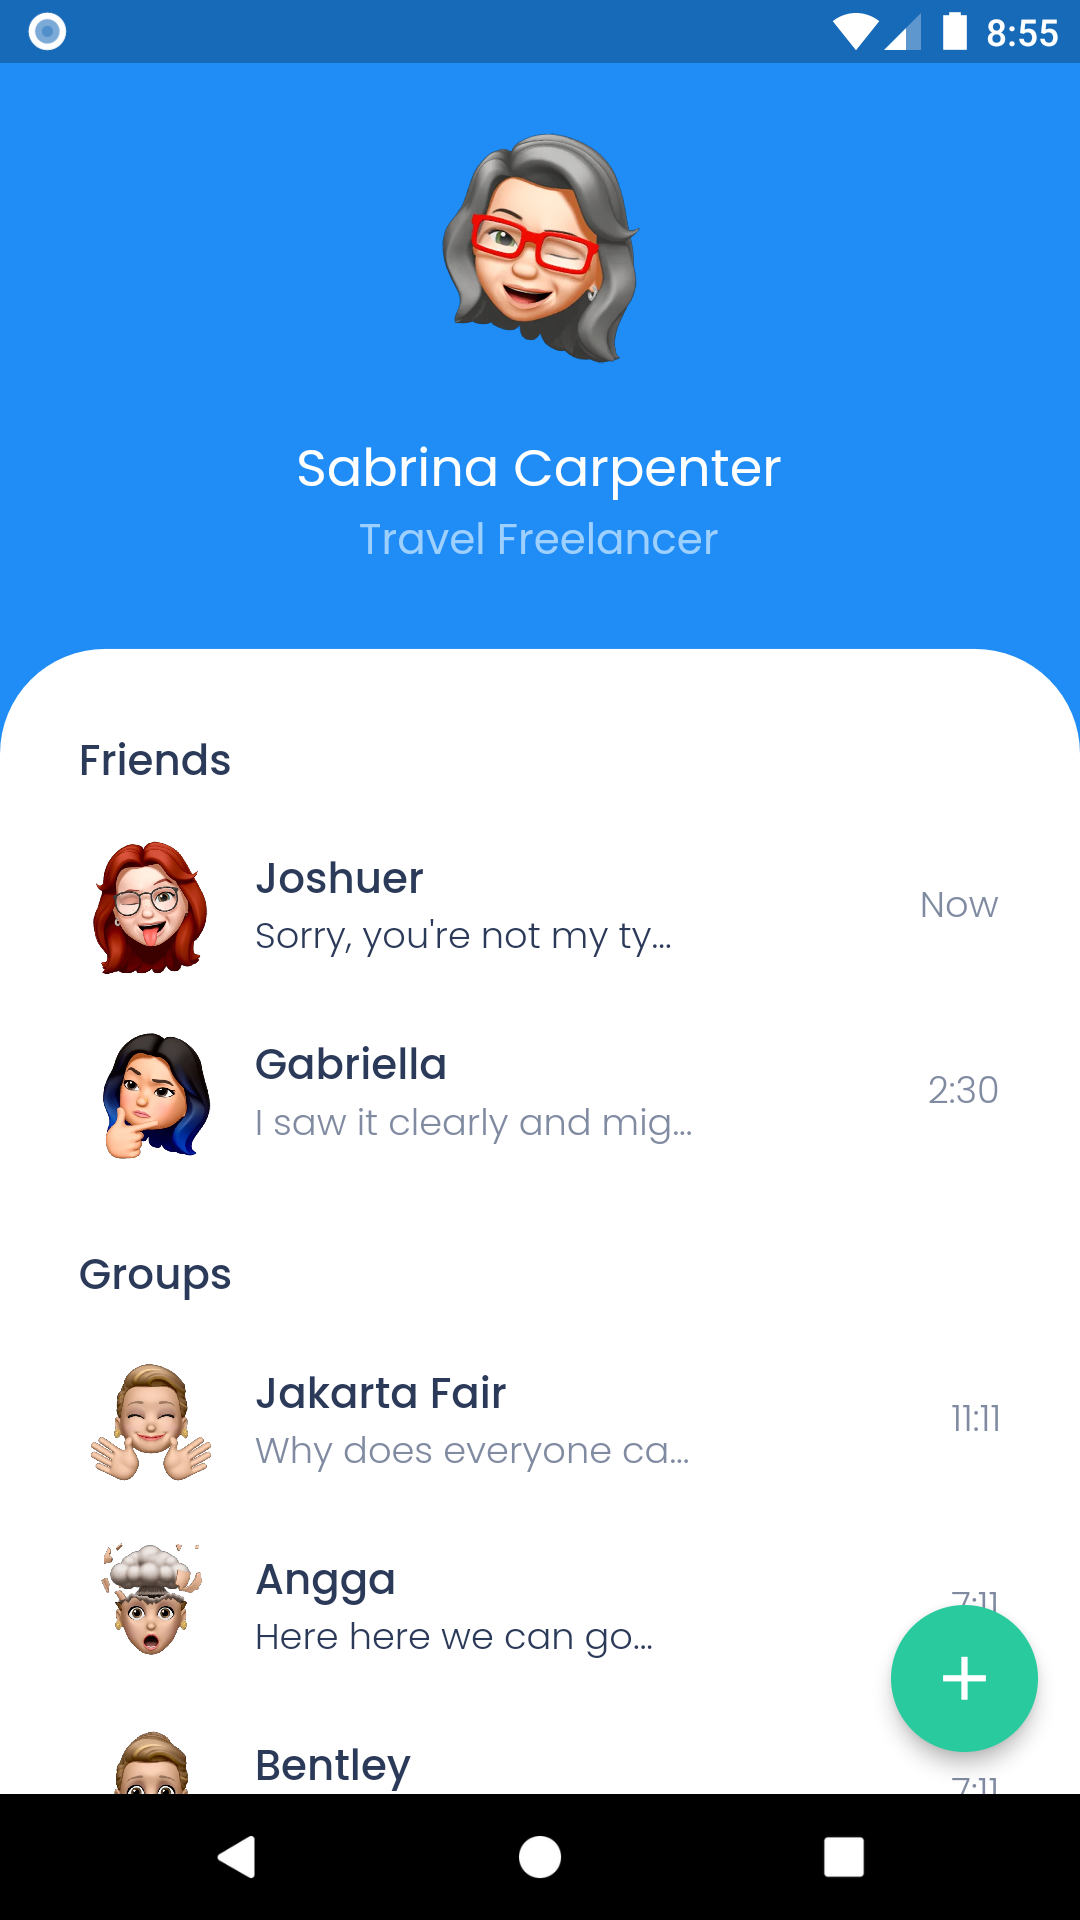 8:55
Sabrina Carpenter
Travel Freelancer
Friends
Joshuer
Now
Sorry, you're not my ty...
Gabriella
2:30
I saw it clearly and mig...
Groups
Jakarta Fair
11:11
Why does everyone ca...
Angga
7:11
Here here we can go...
Bentley
7:11